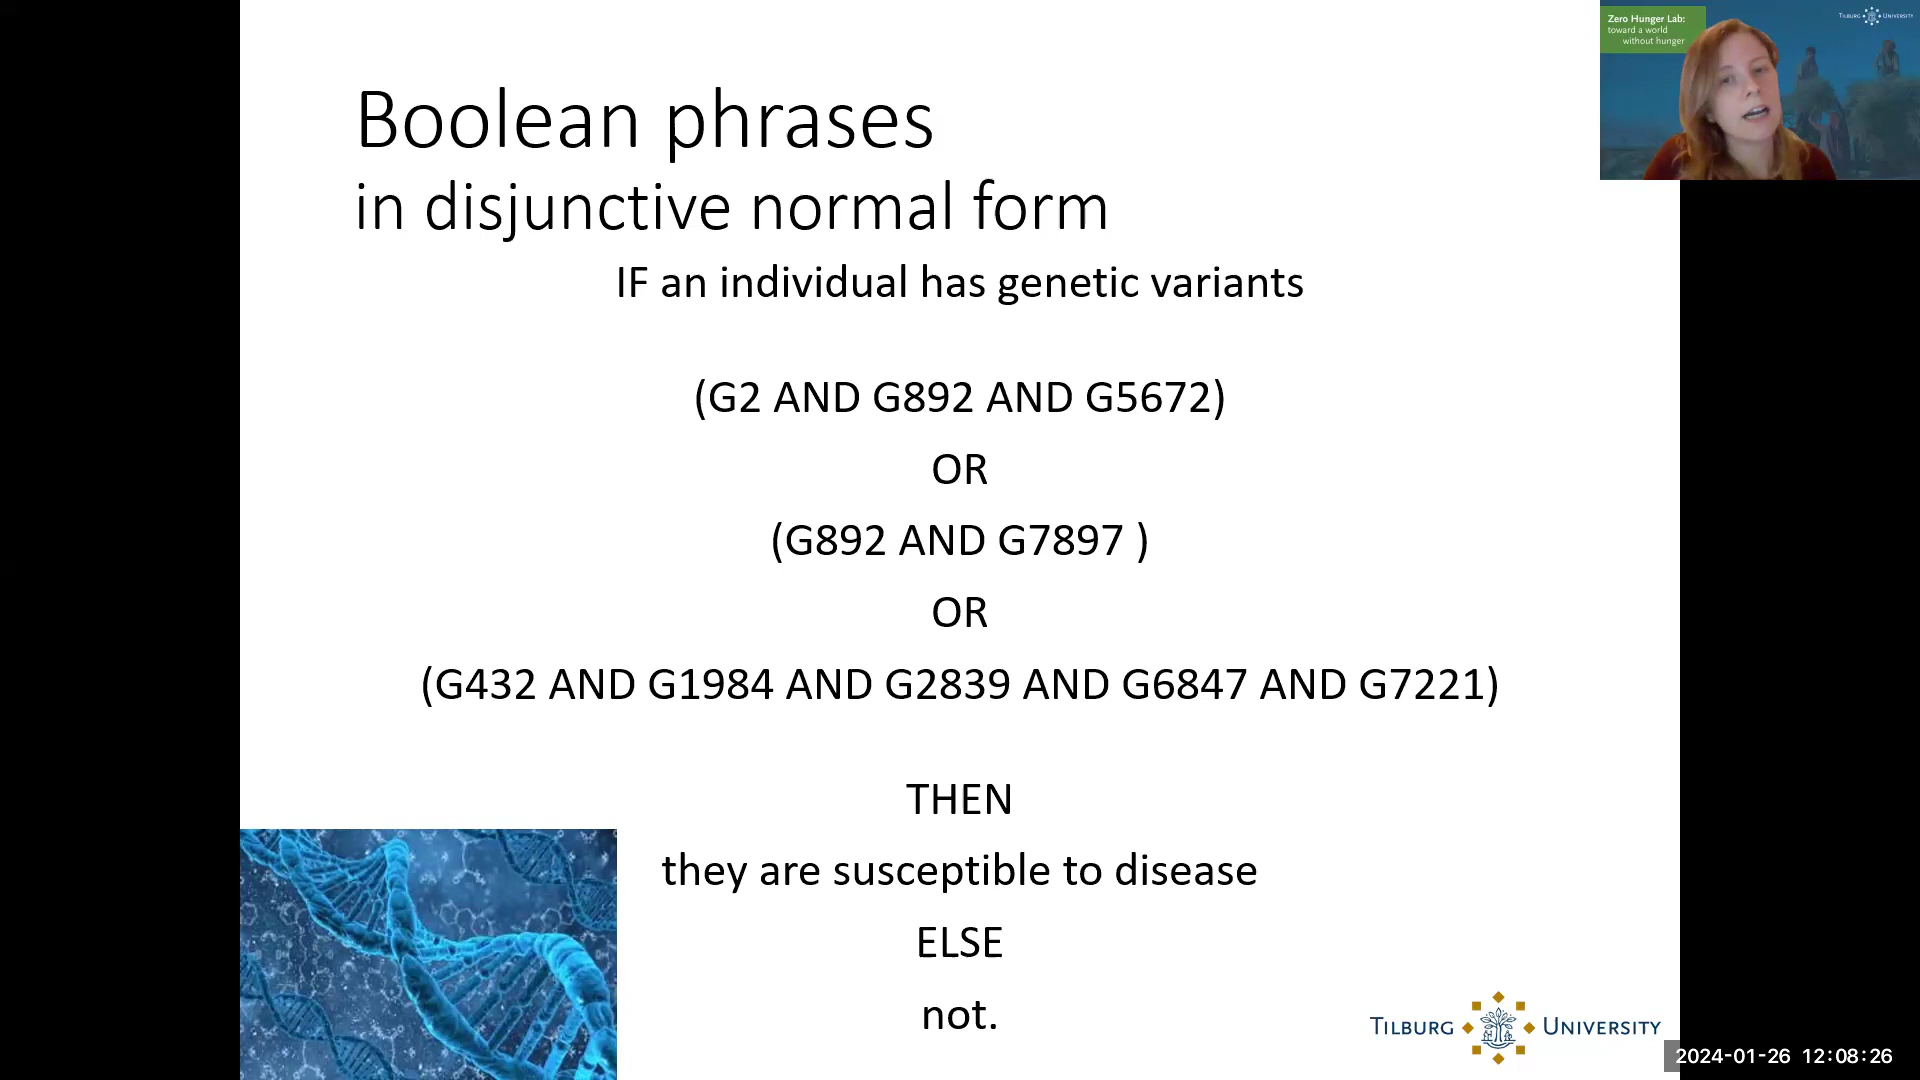 Boolean phrases
in disjunctive normal form
IF an individual has genetic variants
(G2 AND G892 AND G5672)
OR
(G892 AND G7897 )
OR
(G432 AND G1984 AND G2839 AND G6847 AND G7221)
THEN
they are susceptible to disease
ELSE
not.
TILBURG UNIVERSITY
Zero Hunger Lab:
toward a world
without hunger
TILBURG UNIVERSITY
2024-01-26 12:08:26